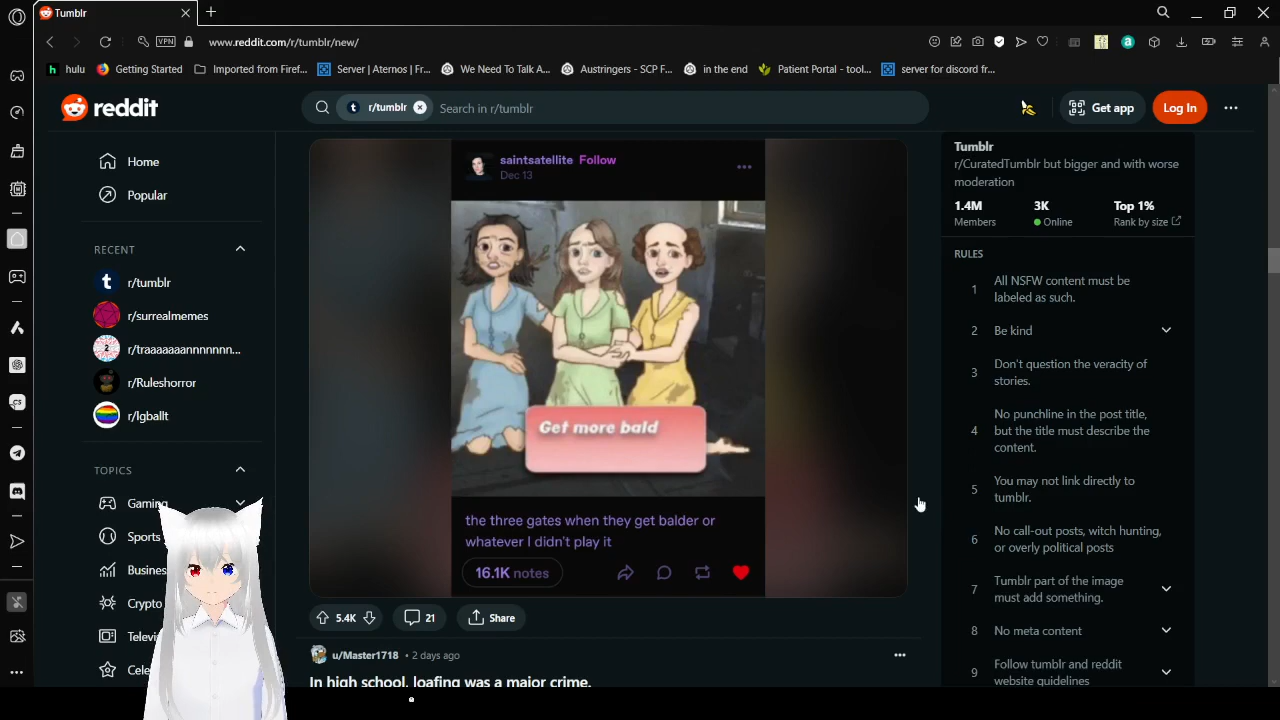 Tumblr
www.reddit.com/r/tumblr/new/
VPN
hulu
Getting Started
Imported from Firef...
Server | Aternos | Fr...
We Need To Talk A...
Austringers - SCP F...
in the end
Patient Portal - tool...
server for discord fr...
reddit
r/tumblr
Search in r/tumblr
Get app
Log In
Home
Popular
RECENT
r/tumblr
r/surrealmemes
r/traaaaaaannnnnnn...
r/Ruleshorror
r/lgballt
TOPICS
Gaming
Sports
Busines
Crypto
Televi
Cele
saintsatellite Follow
Dec 13
Get more bald
the three gates when they get balder or
whatever I didn't play it
16.1K notes
5.4K
21
Share
u/Master1718 • 2 days ago
In high school, loafing was a major crime.
Tumblr
r/CuratedTumblr but bigger and with worse
moderation
1.4M
Members
3K
Online
Top 1%
Rank by size
RULES
1
All NSFW content must be
labeled as such.
2
Be kind
3
Don't question the veracity of
stories.
4
No punchline in the post title,
but the title must describe the
content.
5
You may not link directly to
tumblr.
6
No call-out posts, witch hunting,
or overly political posts
7
Tumblr part of the image
must add something.
8
No meta content
9
Follow tumblr and reddit
website guidelines